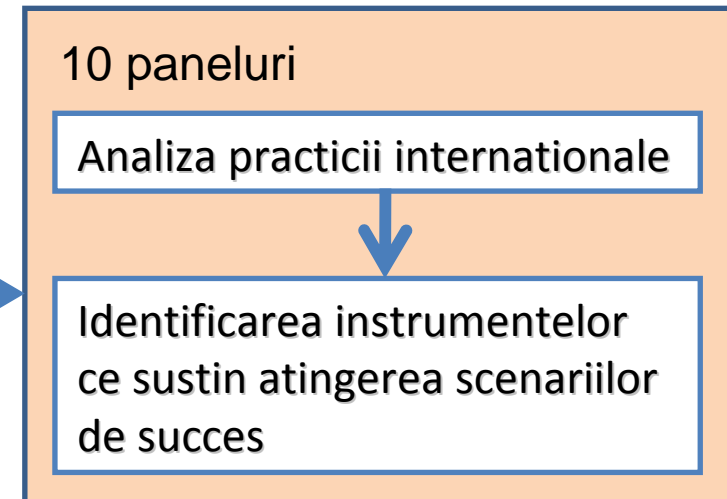 10 paneluri
Analiza practicii internationale
Identificarea instrumentelor
ce sustin atingerea scenariilor
de succes